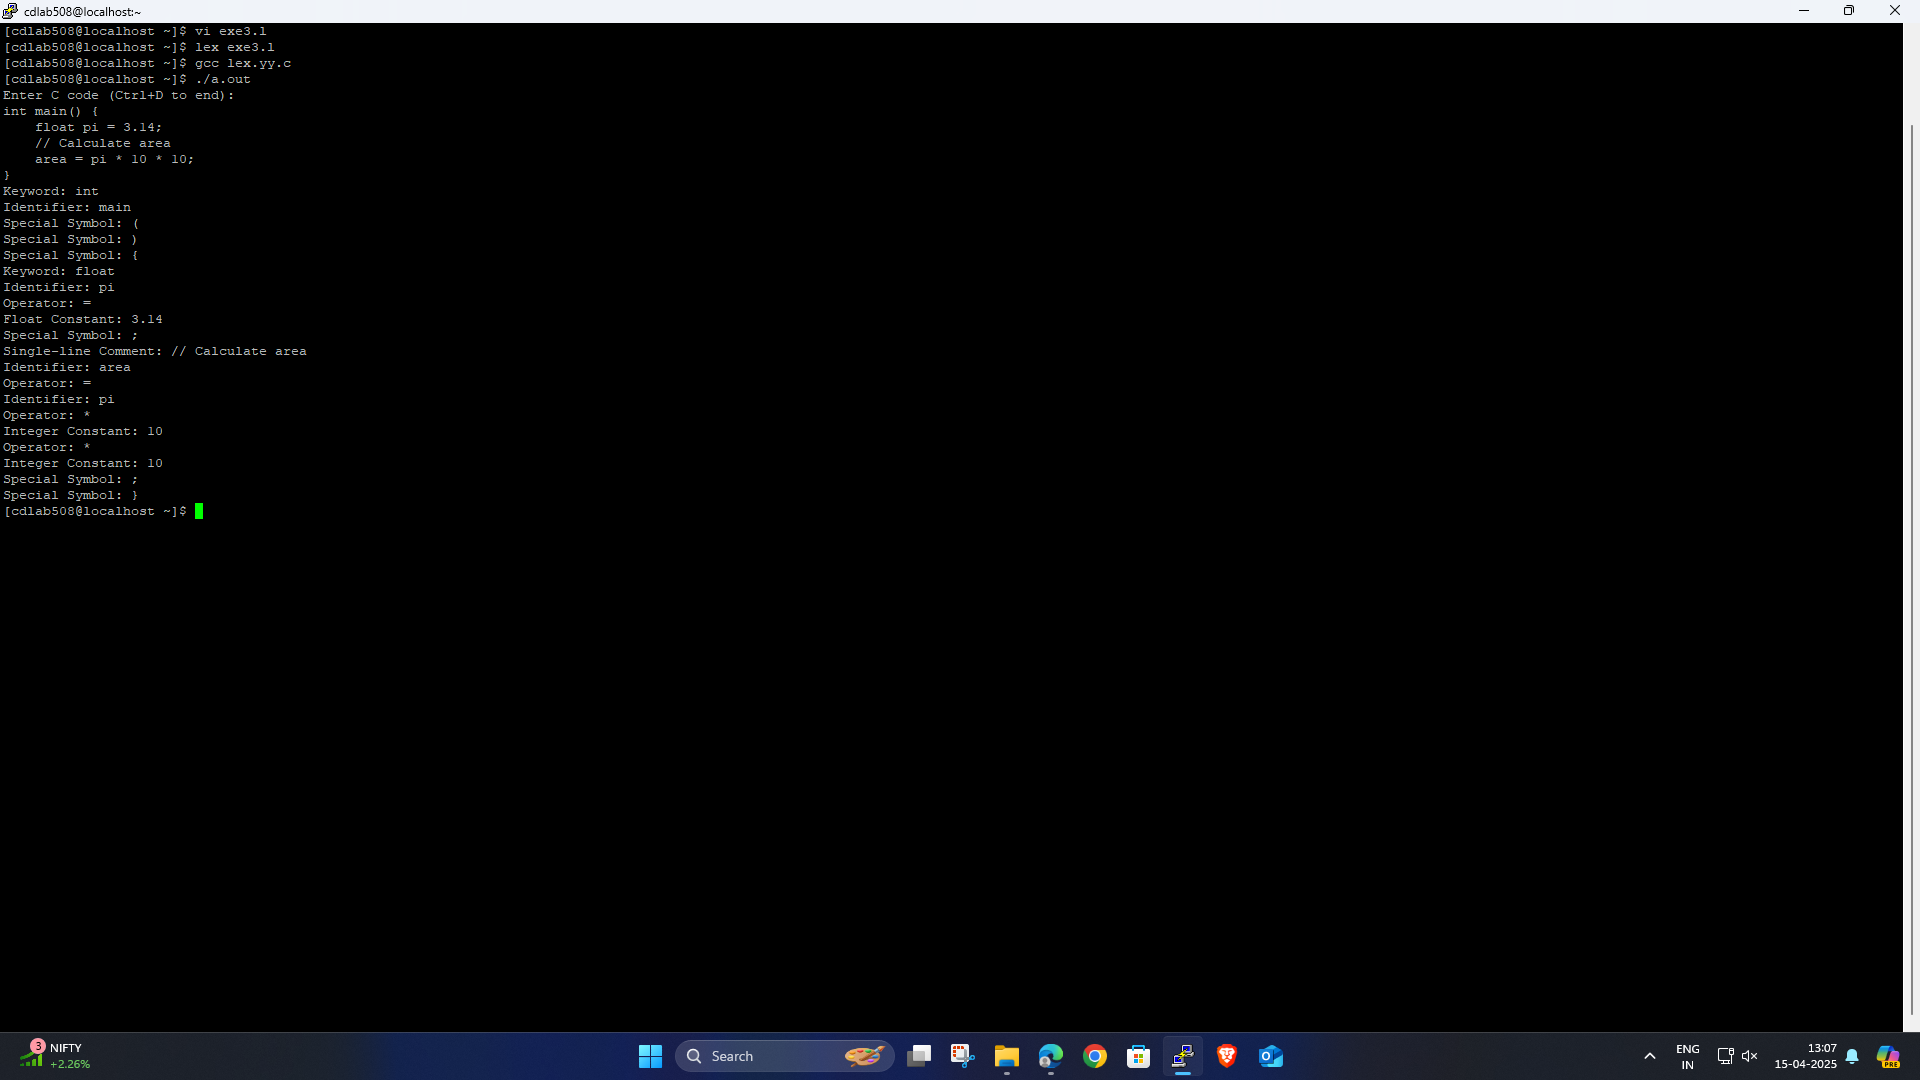 cdlab508@localhost:~
[cdlab508@localhost ~]$ vi exe3.l
[cdlab508@localhost ~]$ lex exe3.l
[cdlab508@localhost ~]$ gcc lex.yy.c
[cdlab508@localhost ~]$ ./a.out
Enter C code (Ctrl+D to end):
int main() {
    float pi = 3.14;
    // Calculate area
    area = pi * 10 * 10;
}
Keyword: int
Identifier: main
Special Symbol: (
Special Symbol: )
Special Symbol: {
Keyword: float
Identifier: pi
Operator: =
Float Constant: 3.14
Special Symbol: ;
Single-line Comment: // Calculate area
Identifier: area
Operator: =
Identifier: pi
Operator: *
Integer Constant: 10
Operator: *
Integer Constant: 10
Special Symbol: ;
Special Symbol: }
[cdlab508@localhost ~]$
3
NIFTY
+2.26%
Search
ENG
IN
13:07
15-04-2025
PRE